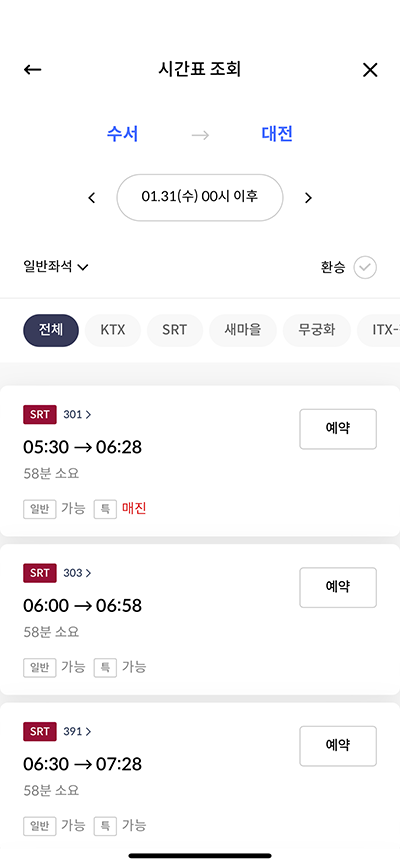 시간표 조회
수서 → 대전
01.31(수) 00시 이후
일반좌석 환승
전체 KTX SRT 새마을 무궁화 ITX-
SRT 301 >
예약
05:30 → 06:28
58분 소요
일반 가능 특 매진
SRT 303 >
예약
06:00 → 06:58
58분 소요
일반 가능 특 가능
SRT 391 >
예약
06:30 → 07:28
58분 소요
일반 가능 특 가능